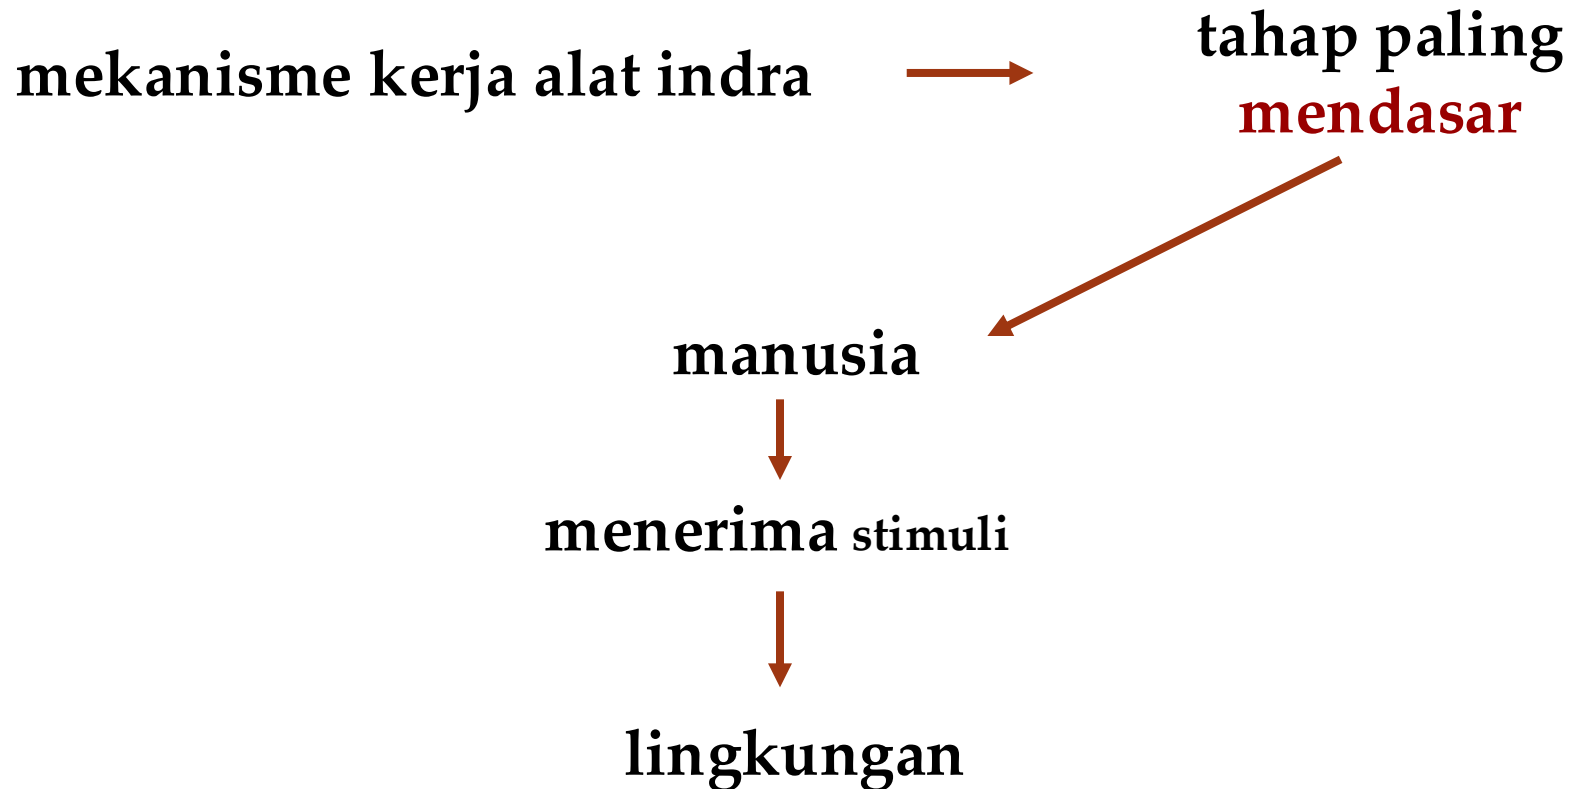 mekanisme kerja alat indra
tahap paling
mendasar
manusia
menerima stimuli
lingkungan